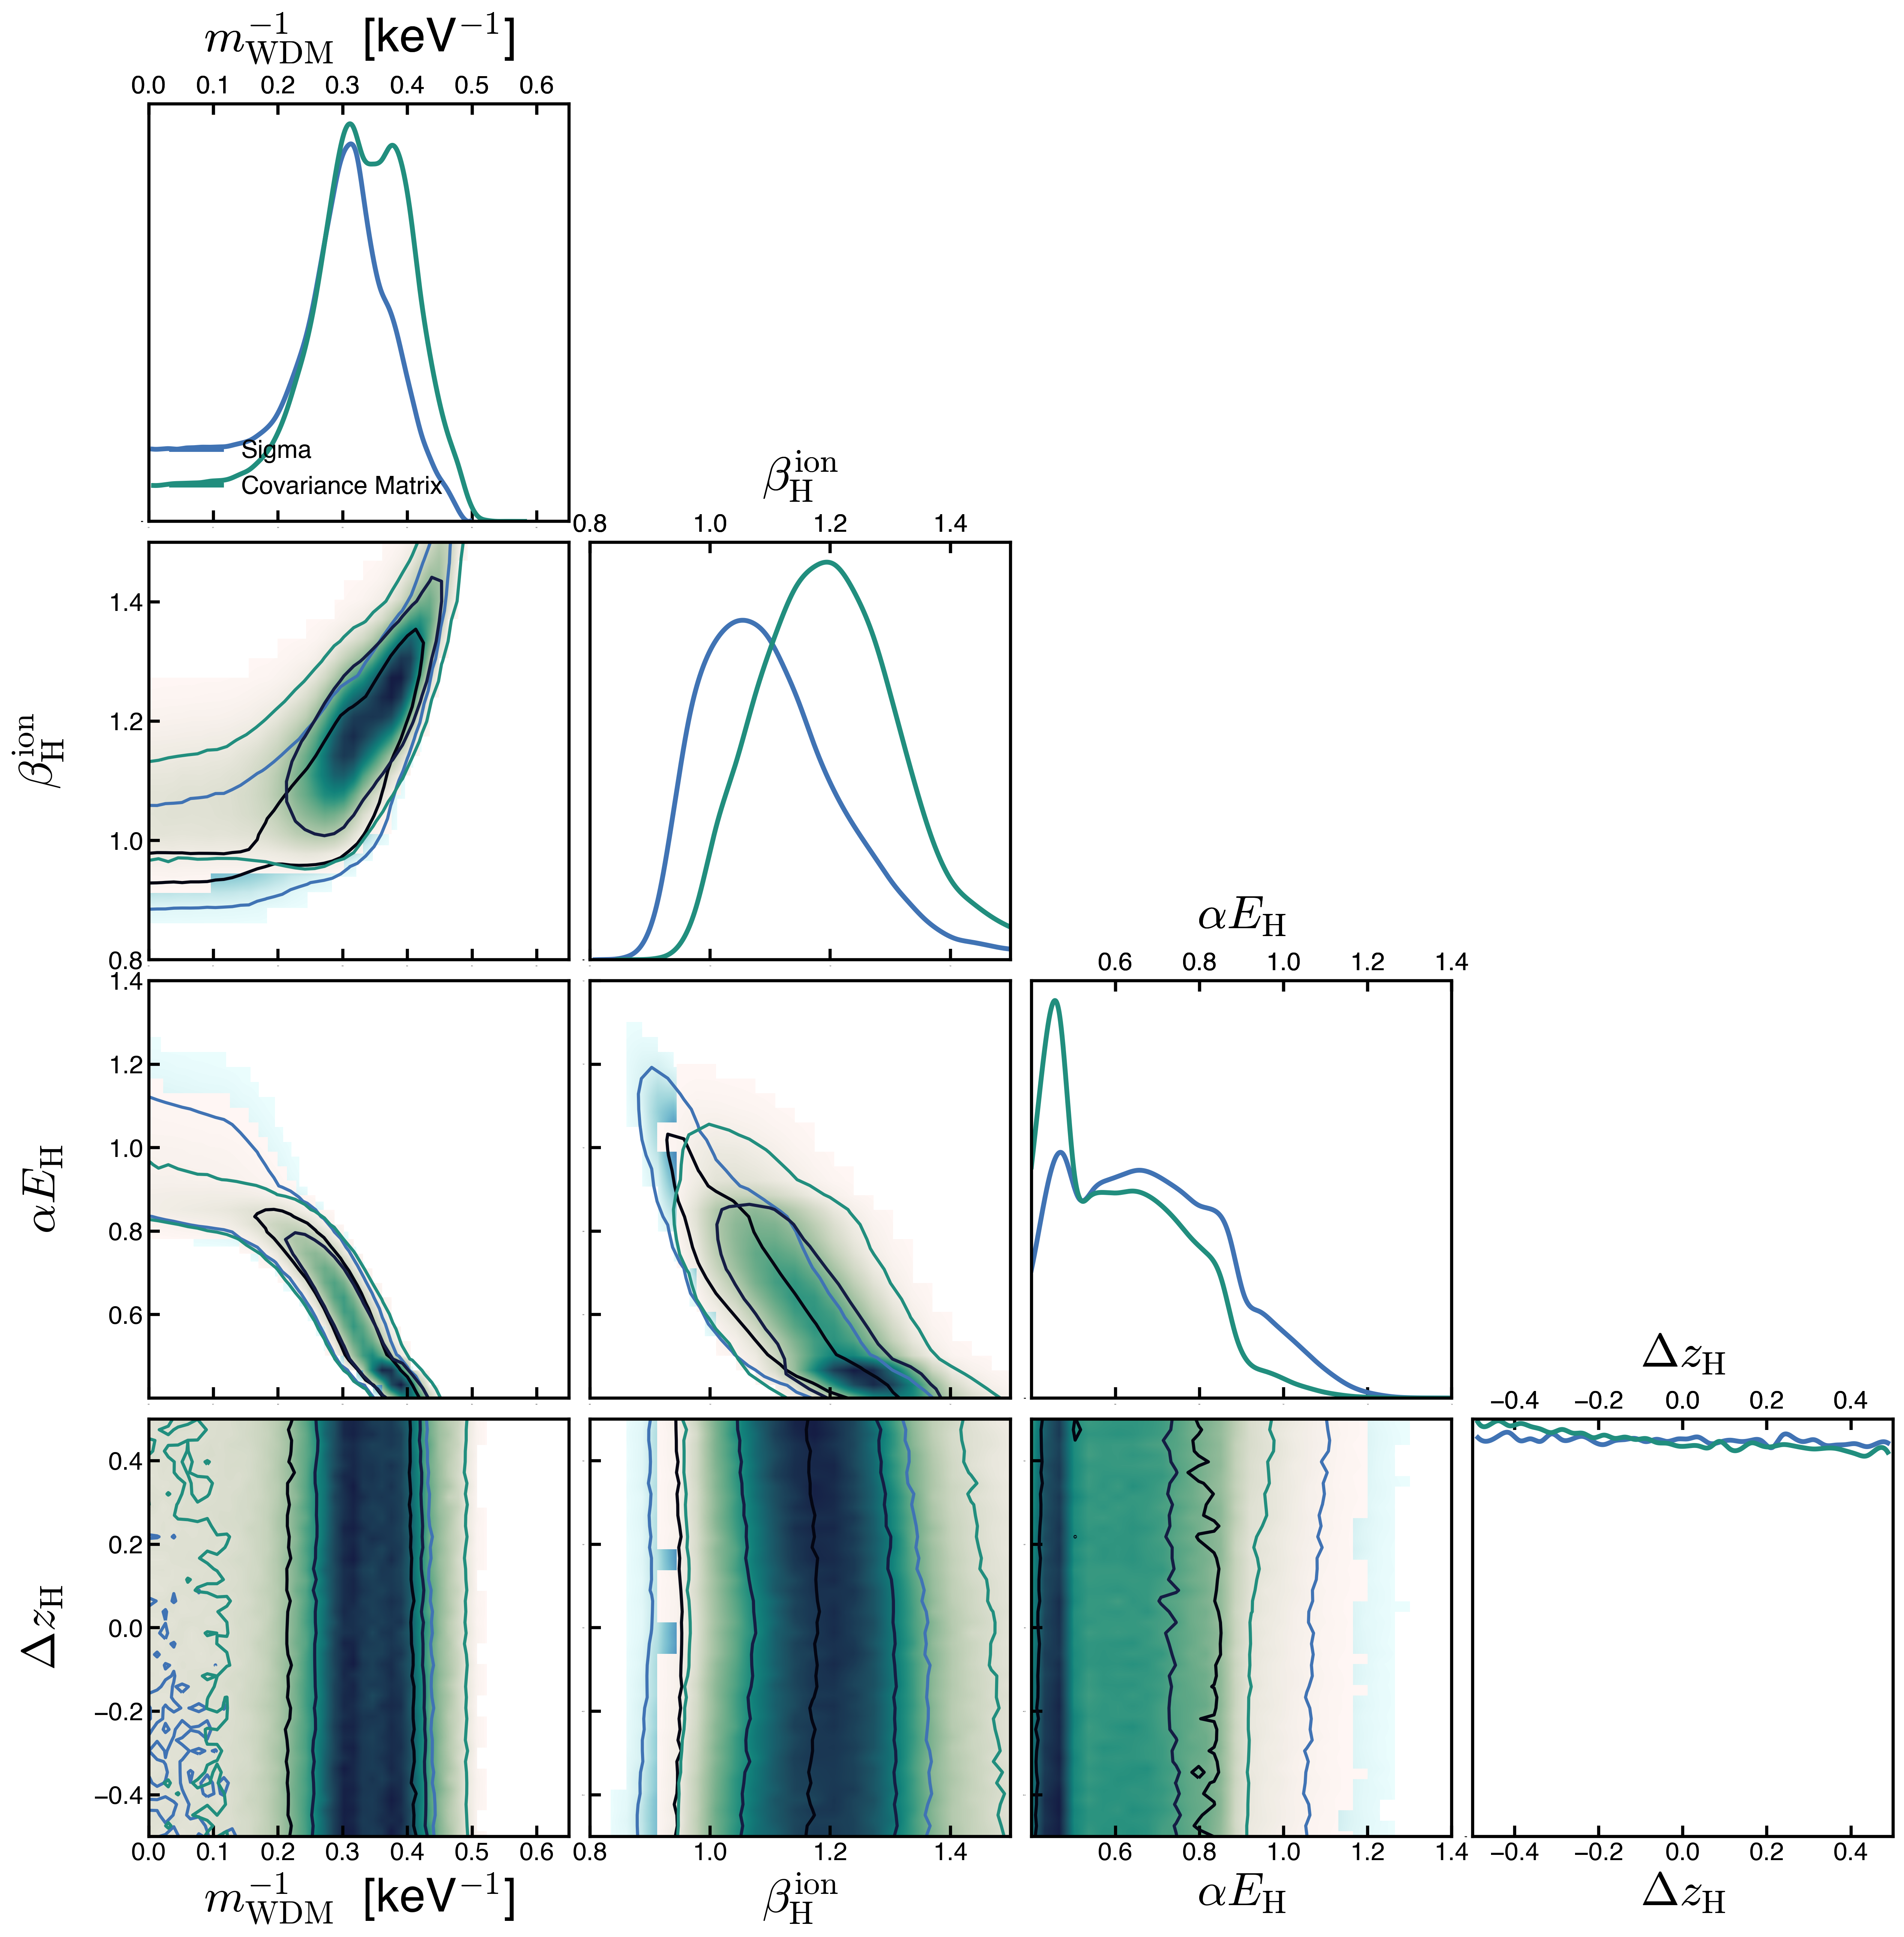 m_WDM^−1 [keV^−1]
0.0 0.1 0.2 0.3 0.4 0.5 0.6
Sigma
Covariance Matrix
β_H^ion
0.8 1.0 1.2 1.4
β_H^ion
1.4
1.2
1.0
0.8
αE_H
0.6 0.8 1.0 1.2 1.4
αE_H
1.4
1.2
1.0
0.8
0.6
Δz_H
−0.4 −0.2 0.0 0.2 0.4
Δz_H
0.4
0.2
0.0
−0.2
−0.4
0.0 0.1 0.2 0.3 0.4 0.5 0.6 0.8 1.0 1.2 1.4 0.6 0.8 1.0 1.2 1.4 −0.4 −0.2 0.0 0.2 0.4
m_WDM^−1 [keV^−1] β_H^ion αE_H Δz_H